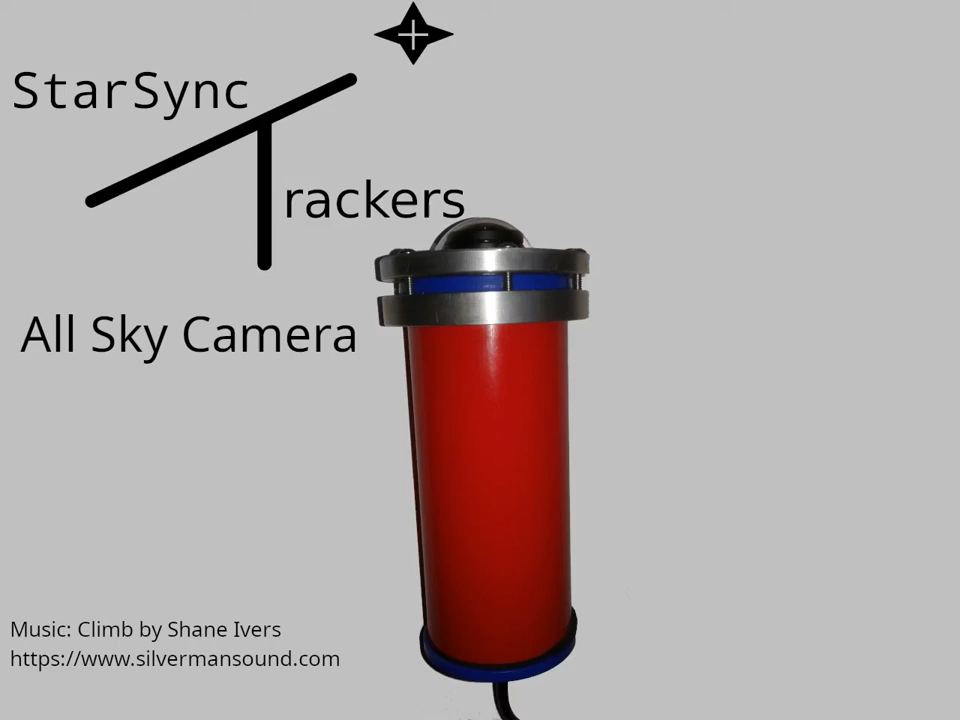 StarSync
Trackers
All Sky Camera
Music: Climb by Shane Ivers
https://www.silvermansound.com